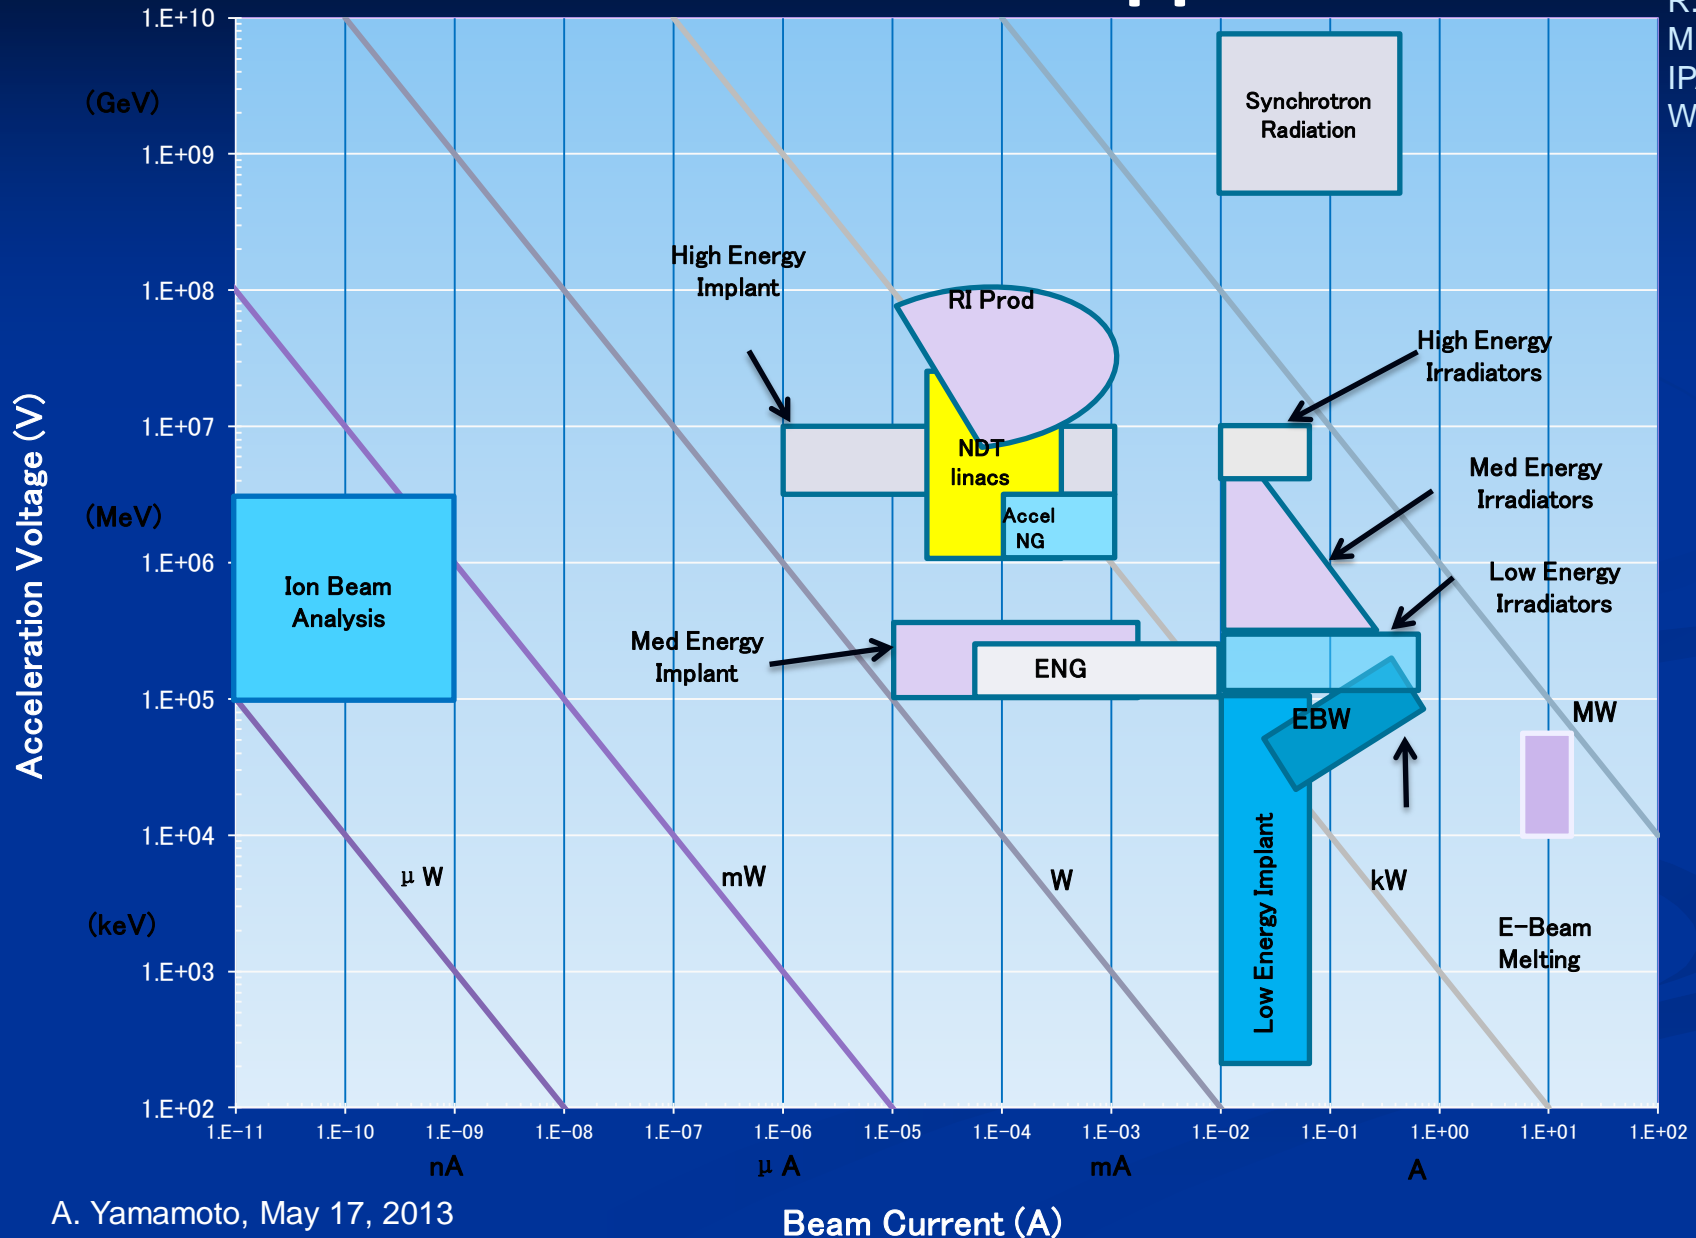 1.E+10
(GeV)
1.E+09
1.E+08
1.E+07
(MeV)
1.E+06
1.E+05
1.E+04
(keV)
1.E+03
1.E+02
Acceleration Voltage (V)
Synchrotron
Radiation
High Energy
Implant
RI Prod
High Energy
Irradiators
NDT
linacs
Med Energy
Irradiators
Accel
NG
Ion Beam
Analysis
Low Energy
Irradiators
Med Energy
Implant
ENG
EBW
MW
μ W
mW
W
kW
Low Energy Implant
E-Beam
Melting
1.E-11 1.E-10 1.E-09 1.E-08 1.E-07 1.E-06 1.E-05 1.E-04 1.E-03 1.E-02 1.E-01 1.E+00 1.E+01 1.E+02
nA μ A mA A
A. Yamamoto, May 17, 2013
Beam Current (A)